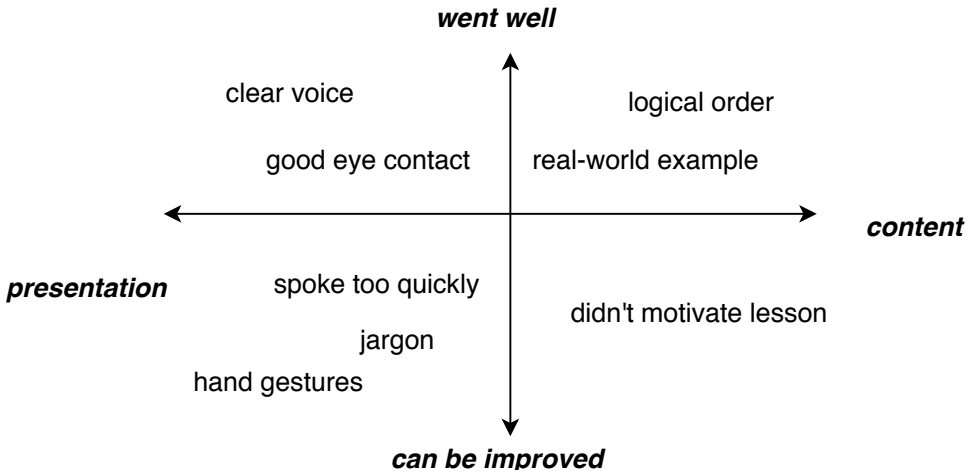 went well
clear voice
logical order
good eye contact
real-world example
content
presentation
spoke too quickly
didn't motivate lesson
jargon
hand gestures
can be improved